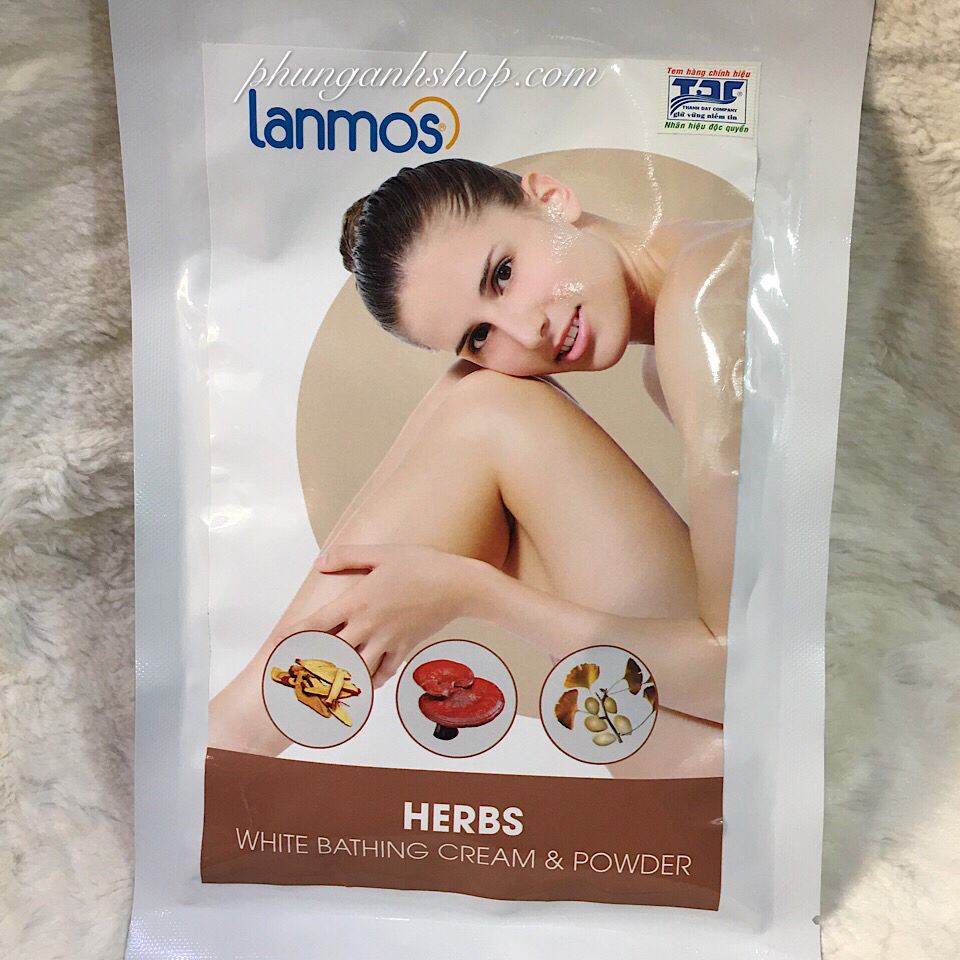 phunganhshop.com
lanmos®
Tem hàng chính hiệu
T.DT®
THANH DAT COMPANY
giữ vững niềm tin
Nhãn hiệu độc quyền
HERBS
WHITE BATHING CREAM & POWDER